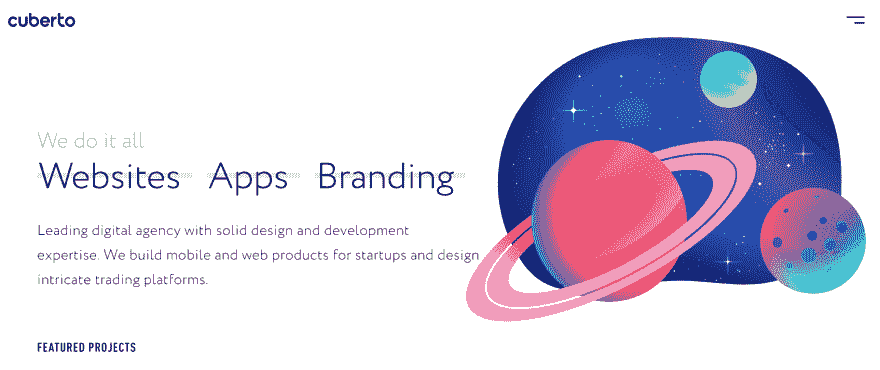 cuberto
We do it all
Websites Apps Branding
Leading digital agency with solid design and development
expertise. We build mobile and web products for startups and design
intricate trading platforms.
FEATURED PROJECTS